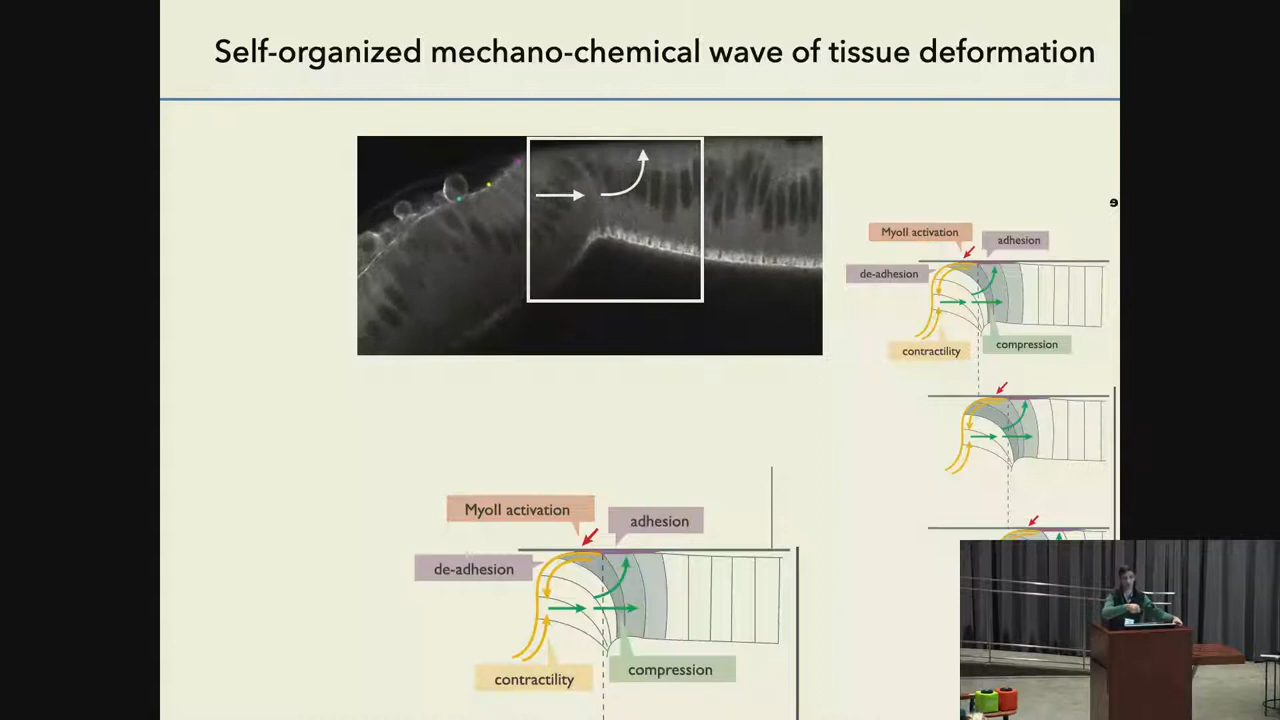 Self-organized mechano-chemical wave of tissue deformation
e
MyoII activation
adhesion
de-adhesion
contractility
compression
MyoII activation
adhesion
de-adhesion
contractility
compression